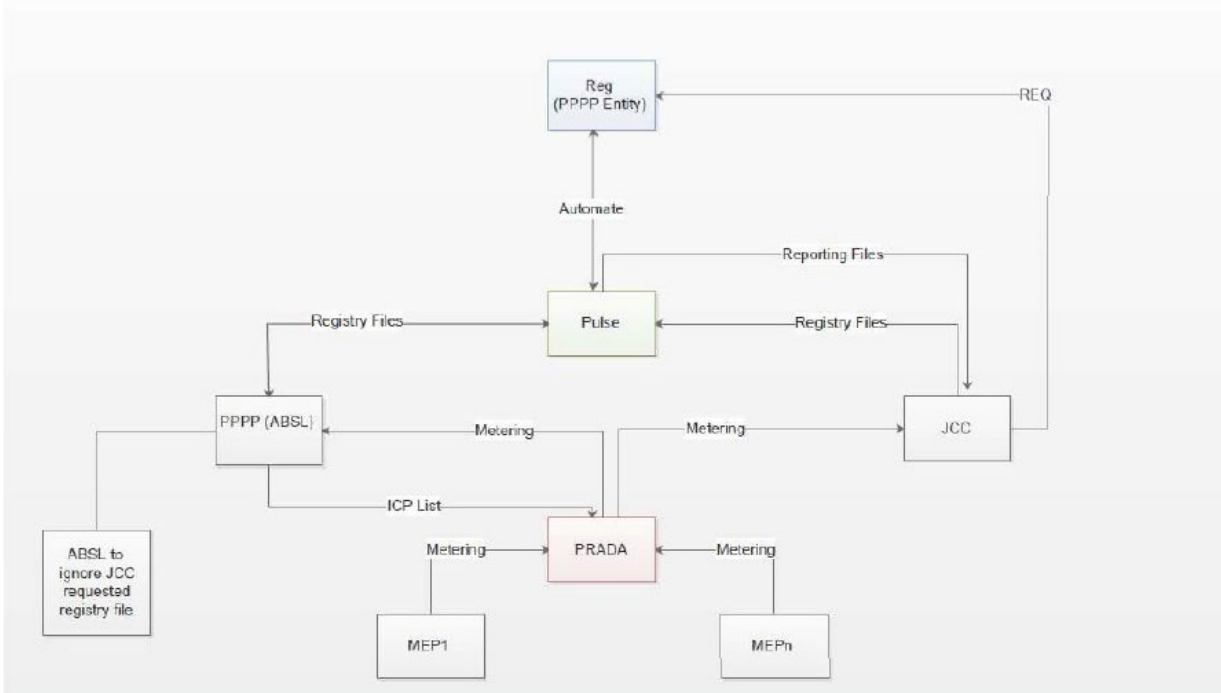 Reg
(PPPP Entity)
REQ
Automate
Reporting Files
Registry Files
Pulse
Registry Files
PPPP (ABSL)
Metering
Metering
JCC
ICP List
ABSL to
ignore JCC
requested
registry file
Metering
PRADA
Metering
MEP1
MEPn